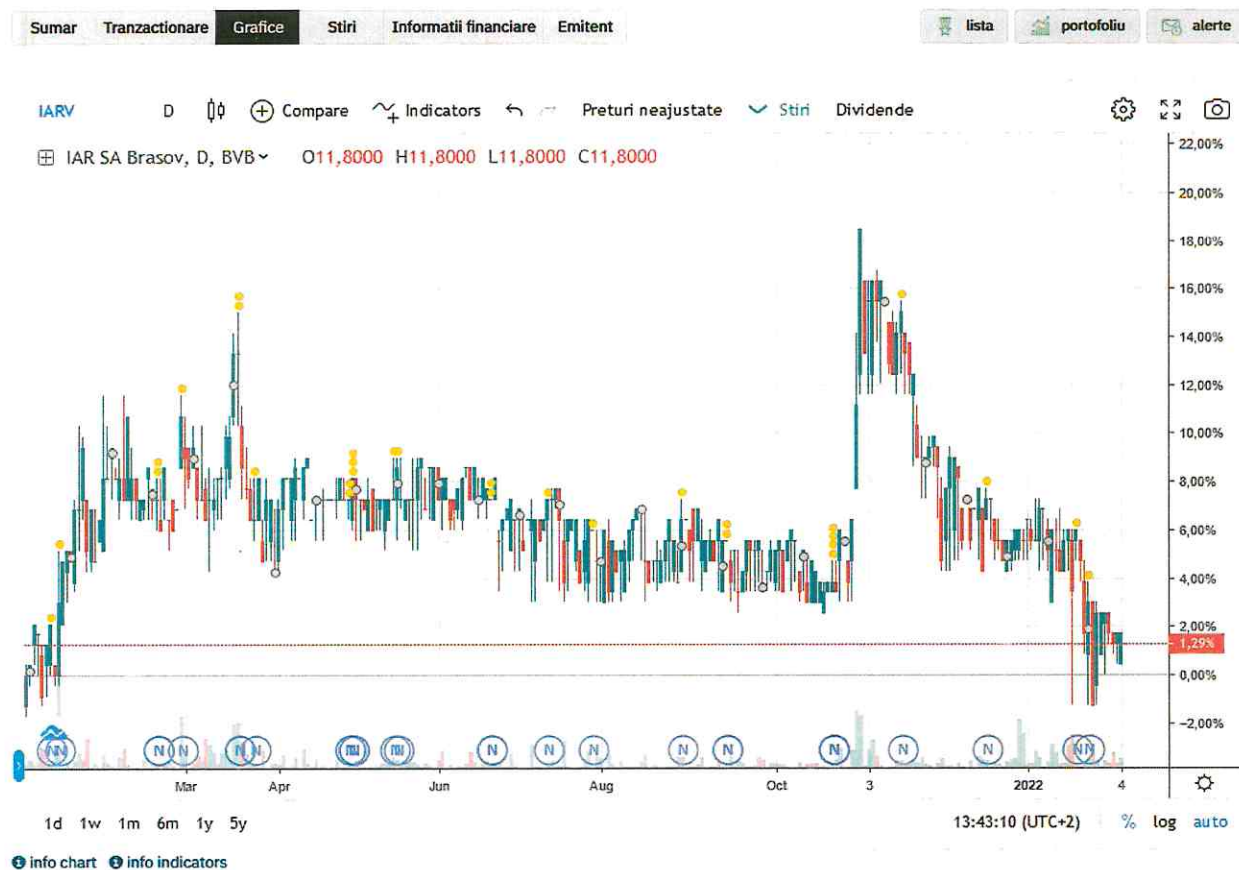 Sumar Tranzactionare Grafice Stiri Informatii financiare Emitent lista portofoliu alerte
IARV D Compare Indicators Preturi neajustate Stiri Dividende
IAR SA Brasov, D, BVB O11,8000 H11,8000 L11,8000 C11,8000
22,00%
20,00%
18,00%
16,00%
14,00%
12,00%
10,00%
8,00%
6,00%
4,00%
2,00%
1,29%
0,00%
−2,00%
N N N N N N N N N N N N N N N N N
Mar Apr Jun Aug Oct 3 2022 4
1d 1w 1m 6m 1y 5y 13:43:10 (UTC+2) % log auto
info chart info indicators